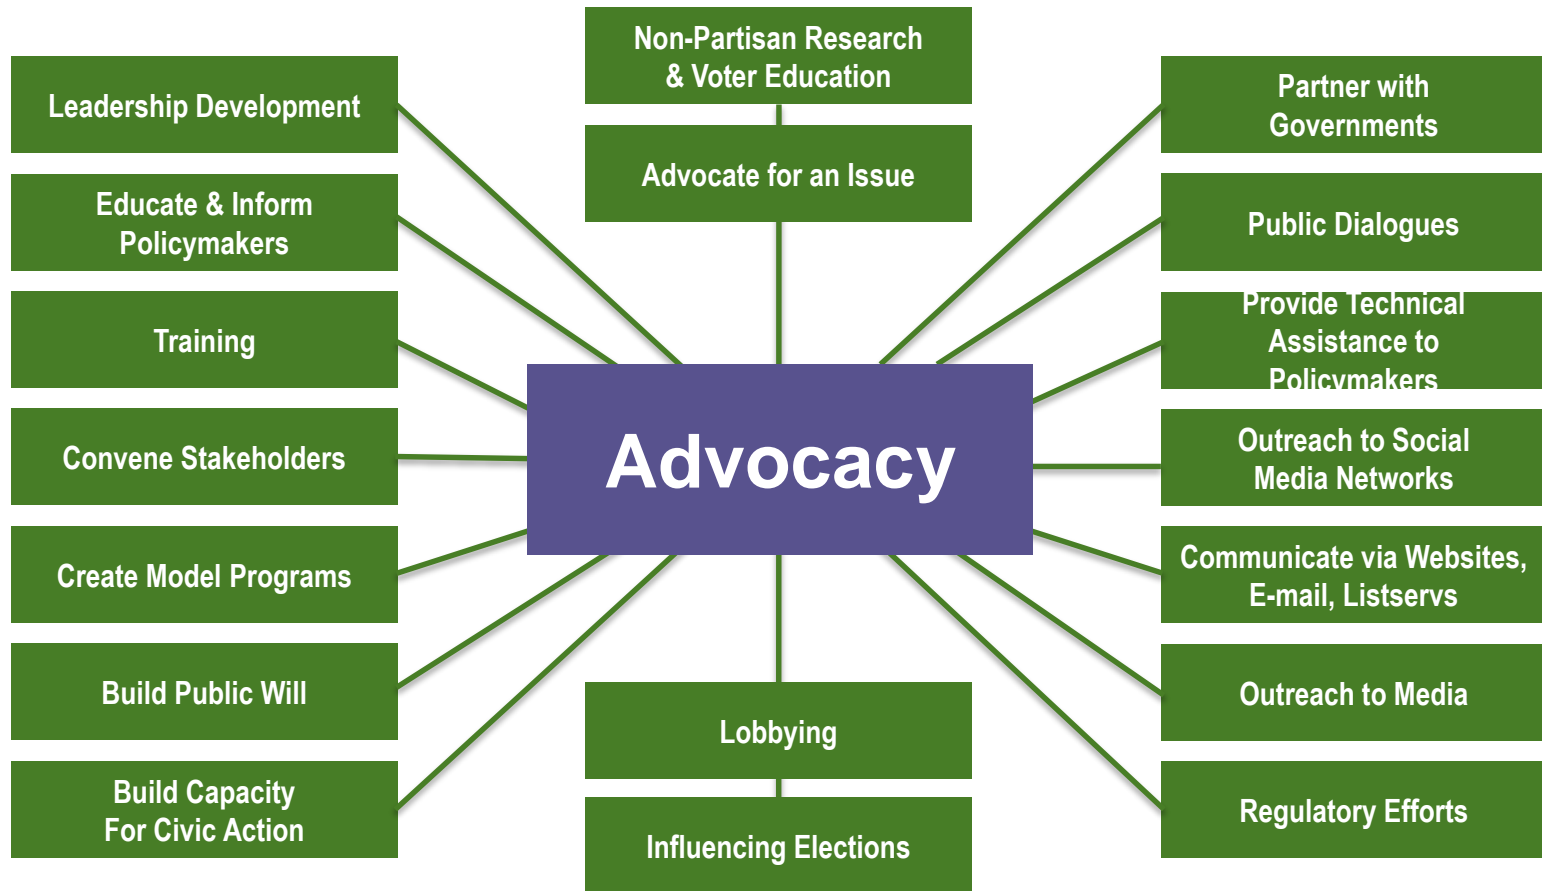 Non-Partisan Research
& Voter Education
Advocate for an Issue
Leadership Development
Educate & Inform
Policymakers
Training
Convene Stakeholders
Create Model Programs
Build Public Will
Build Capacity
For Civic Action
Advocacy
Lobbying
Influencing Elections
Partner with
Governments
Public Dialogues
Provide Technical
Assistance to
Policymakers
Outreach to Social
Media Networks
Communicate via Websites,
E-mail, Listservs
Outreach to Media
Regulatory Efforts